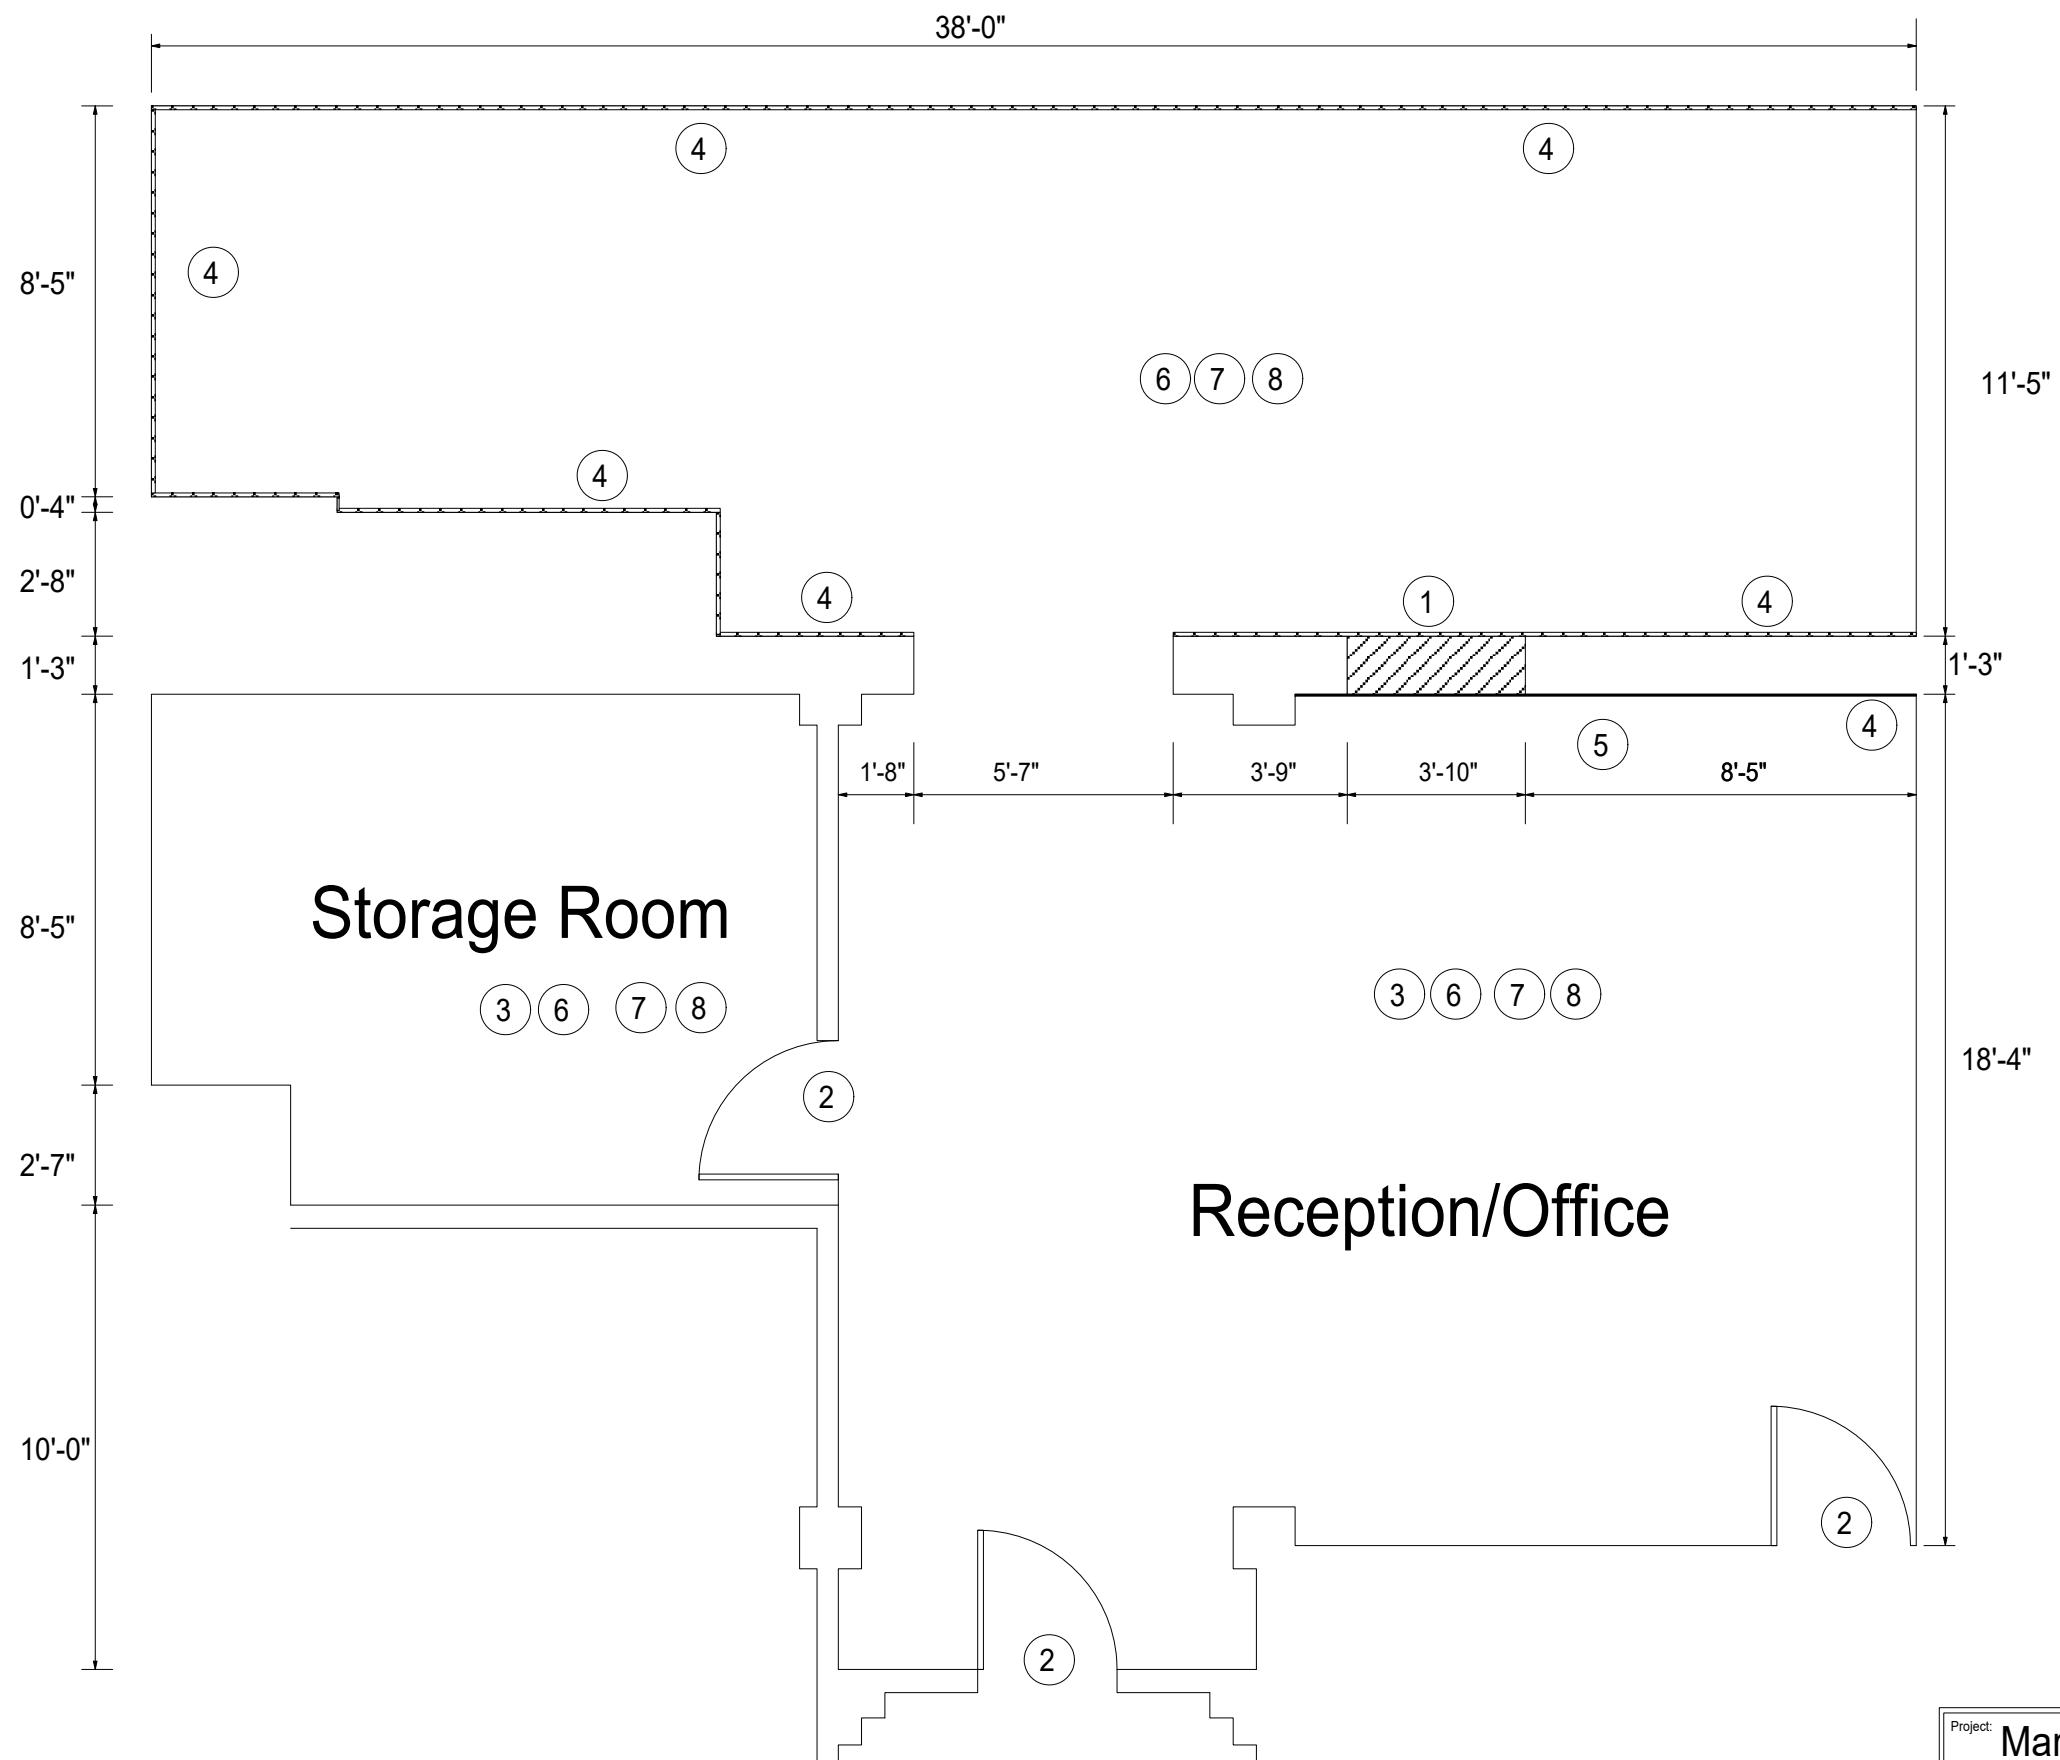 38'-0"
4
4
4
8'-5"
11'-5"
6 7 8
4
0'-4"
2'-8"
4
1
4
1'-3"
1'-3"
4
5
1'-8" 5'-7" 3'-9" 3'-10" 8'-5"
Storage Room
8'-5"
3 6 7 8
3 6 7 8
18'-4"
2
2'-7"
Reception/Office
10'-0"
2
2
Project:
Mar